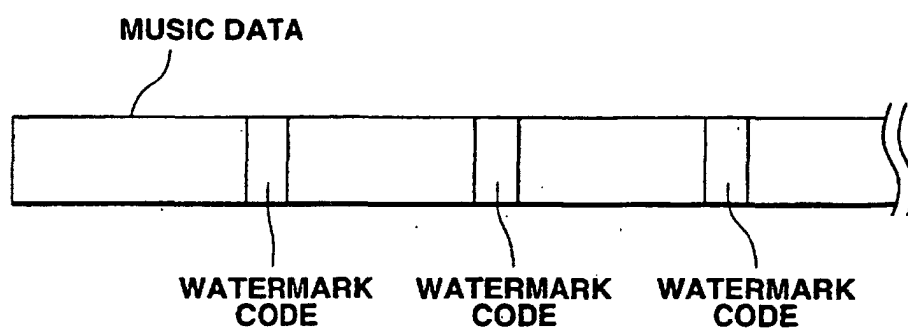 MUSIC DATA
WATERMARK
CODE
WATERMARK
CODE
WATERMARK
CODE